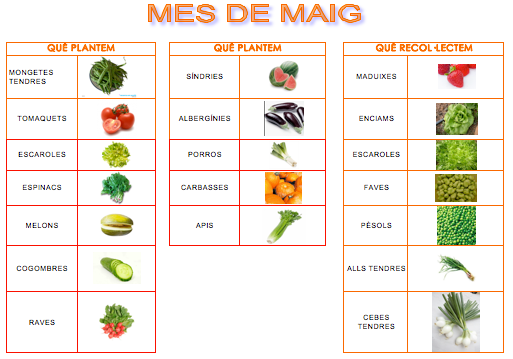 MES DE MAIG
QUÈ PLANTEM
MONGETES
TENDRES
TOMAQUETS
ESCAROLES
ESPINACS
MELONS
COGOMBRES
RAVES
QUÈ PLANTEM
SÍNDRIES
ALBERGÍNIES
PORROS
CARBASSES
APIS
QUÈ RECOL·LECTEM
MADUIXES
ENCIAMS
ESCAROLES
FAVES
PÈSOLS
ALLS TENDRES
CEBES
TENDRES